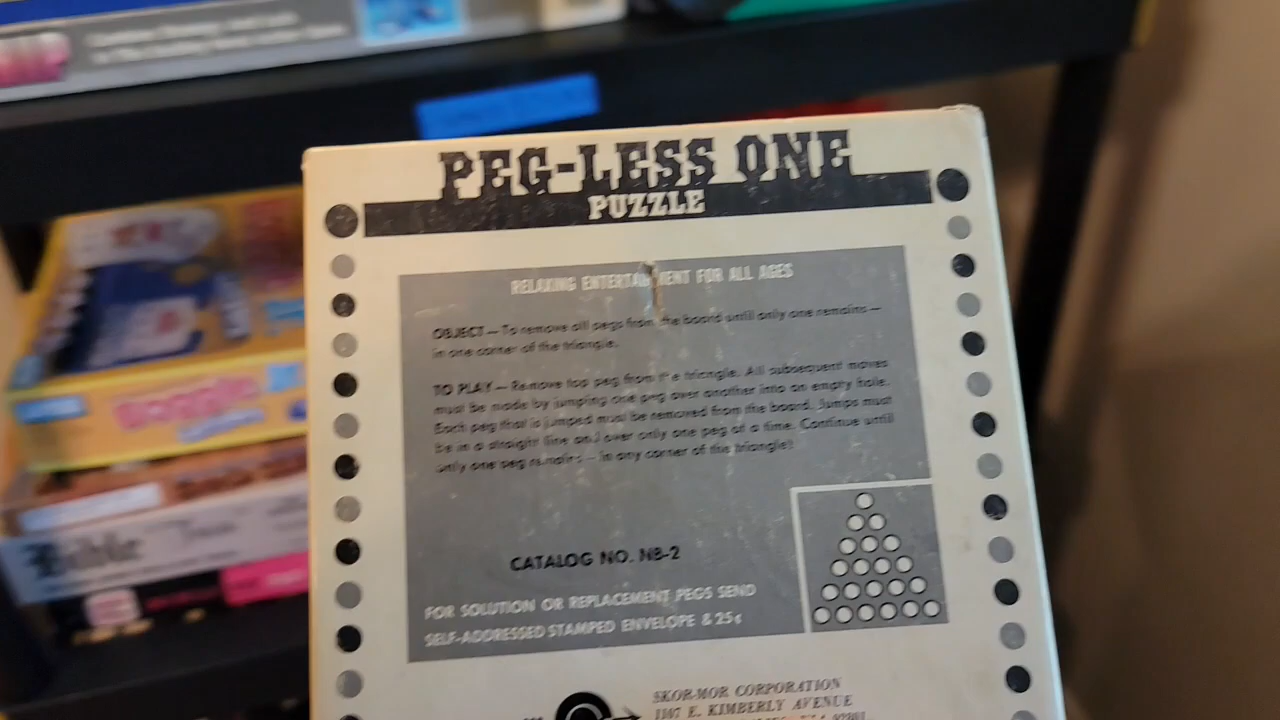 PEG-LESS ONE
PUZZLE
RELAXING ENTERTAINMENT FOR ALL AGES
OBJECT — To remove all pegs from the board until only one remains —
in one corner of the triangle.
TO PLAY — Remove top peg from the triangle. All subsequent moves
must be made by jumping one peg over another into an empty hole.
Each peg that is jumped must be removed from the board. Jumps must
be in a straight line and over only one peg at a time. Continue until
only one peg remains — in any corner of the triangle!
CATALOG NO. NB-2
FOR SOLUTION OR REPLACEMENT PEGS SEND
SELF-ADDRESSED STAMPED ENVELOPE & 25¢
SKOR-MOR CORPORATION
1107 E. KIMBERLY AVENUE
Bible